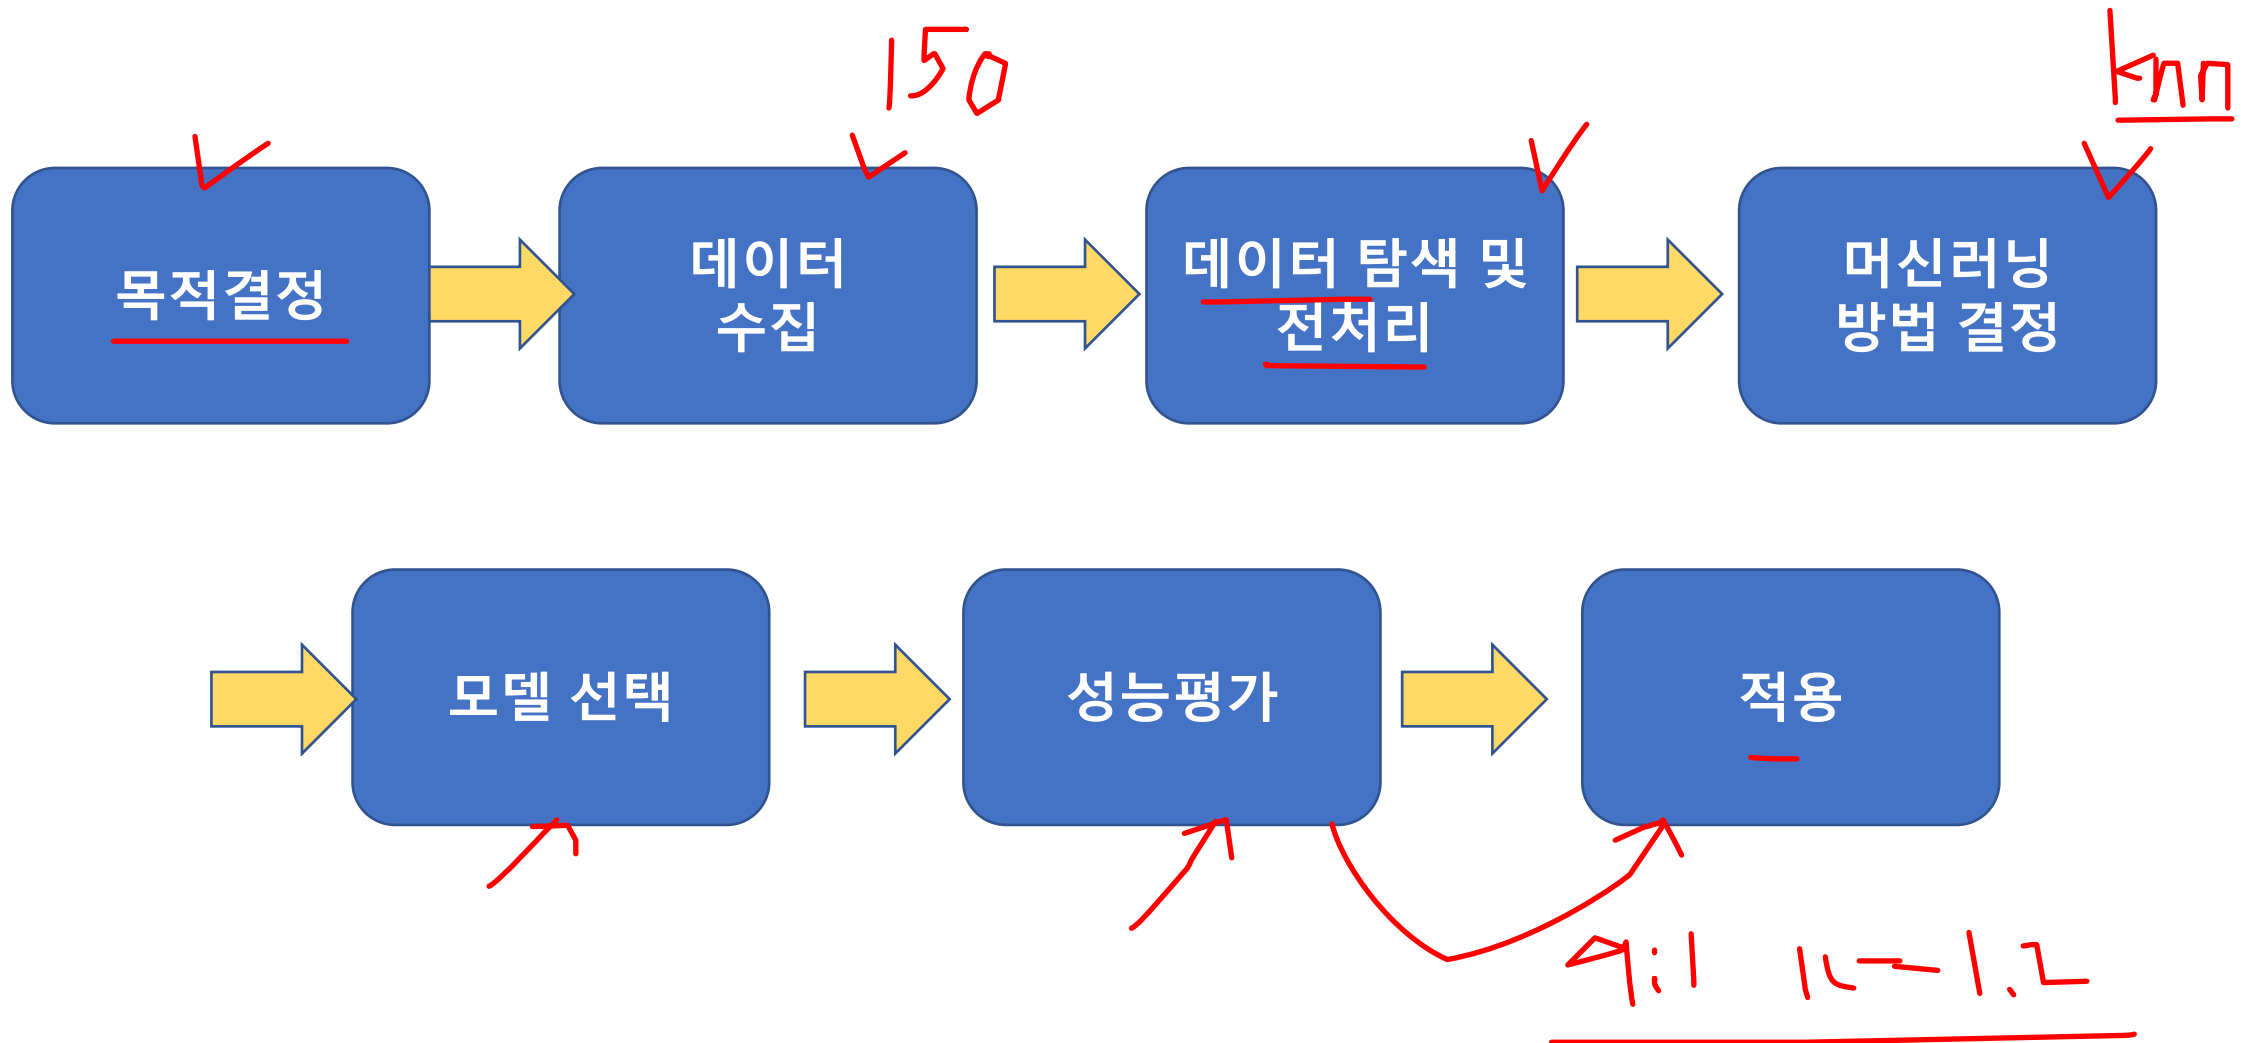 150
knn
목적결정
데이터
수집
데이터 탐색 및
전처리
머신러닝
방법 결정
모델 선택
성능평가
적용
9:1 k=1,2